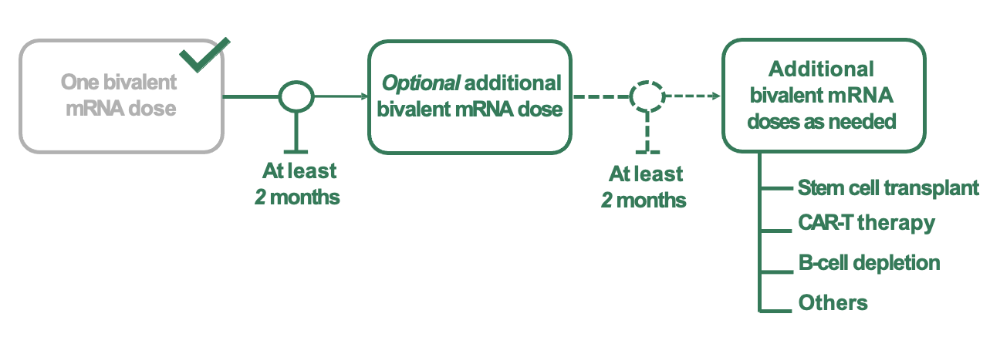 One bivalent
mRNA dose
At least
2 months
Optional additional
bivalent mRNA dose
At least
2 months
Additional
bivalent mRNA
doses as needed
Stem cell transplant
CAR-T therapy
B-cell depletion
Others